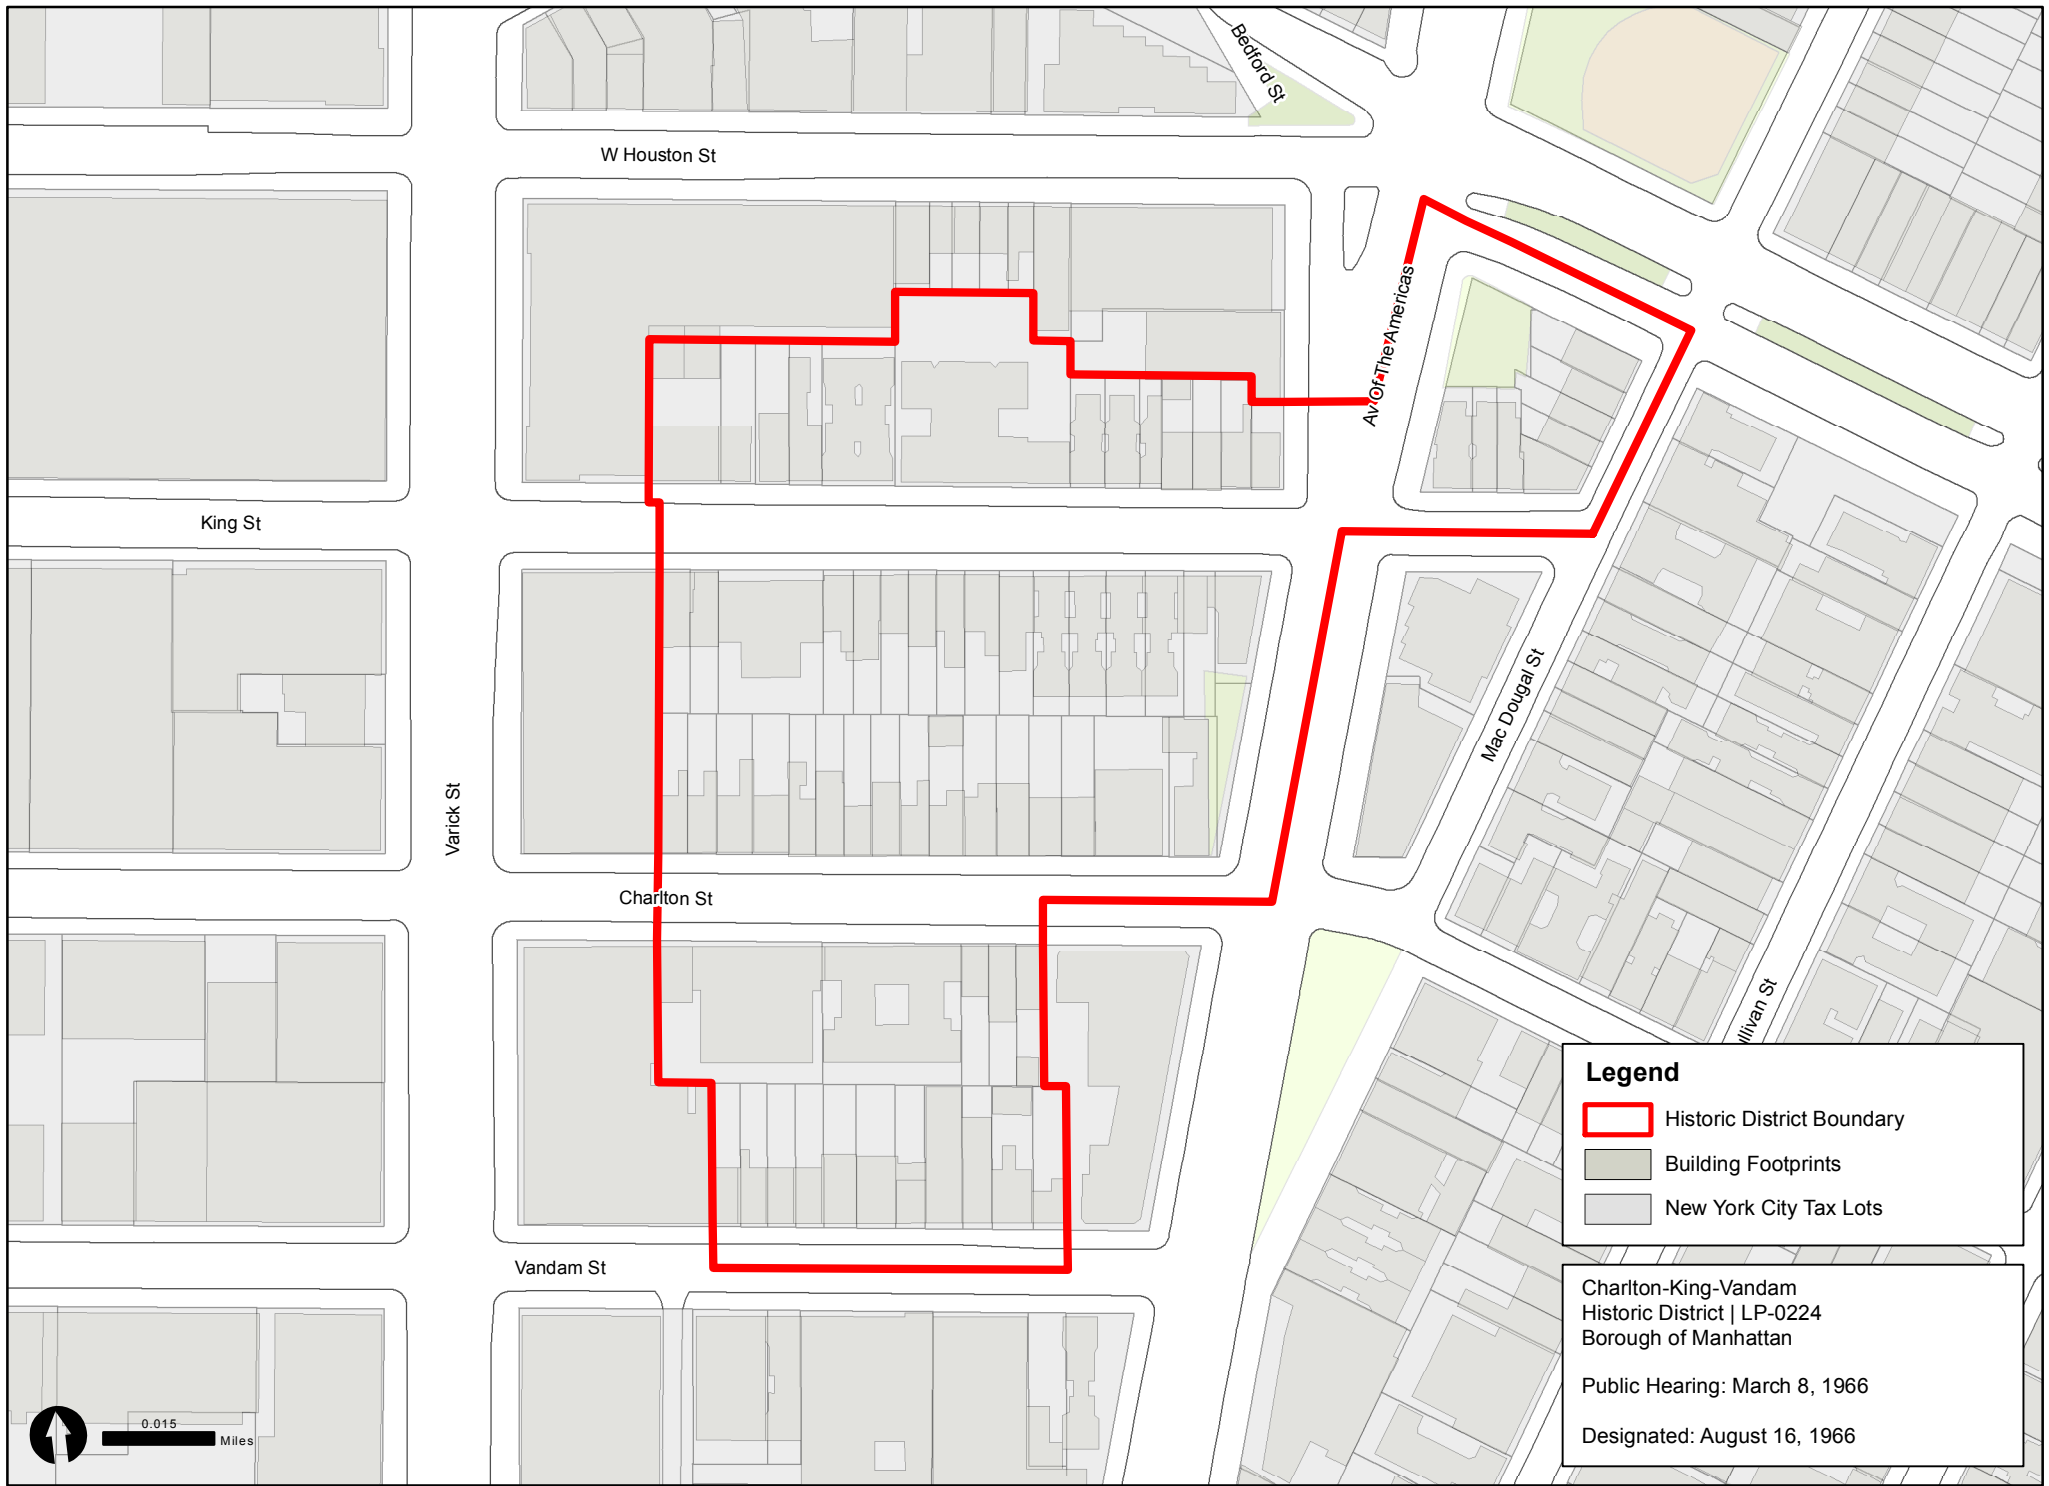 Bedford St
W Houston St
Av Of The Americas
King St
Mac Dougal St
Varick St
Charlton St
ullivan St
Vandam St
Legend
Historic District Boundary
Building Footprints
New York City Tax Lots
Charlton-King-Vandam
Historic District | LP-0224
Borough of Manhattan
Public Hearing: March 8, 1966
Designated: August 16, 1966
0.015
Miles